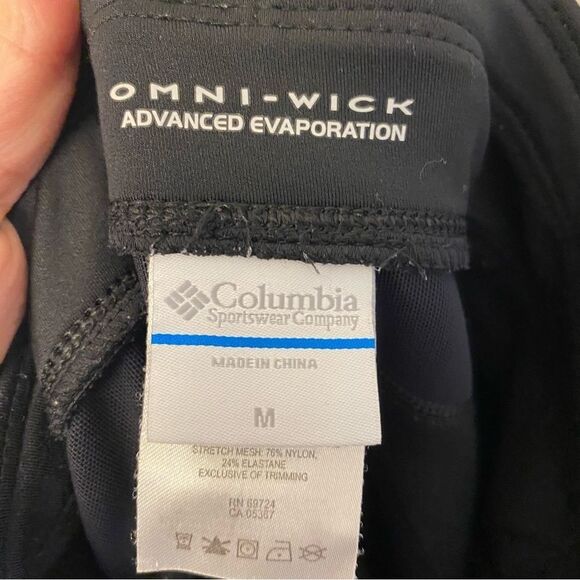 OMNI-WICK
ADVANCED EVAPORATION
Columbia
Sportswear Company
MADE IN CHINA
M
STRETCH MESH: 76% NYLON,
24% ELASTANE
EXCLUSIVE OF TRIMMING
RN 69724
CA 05367